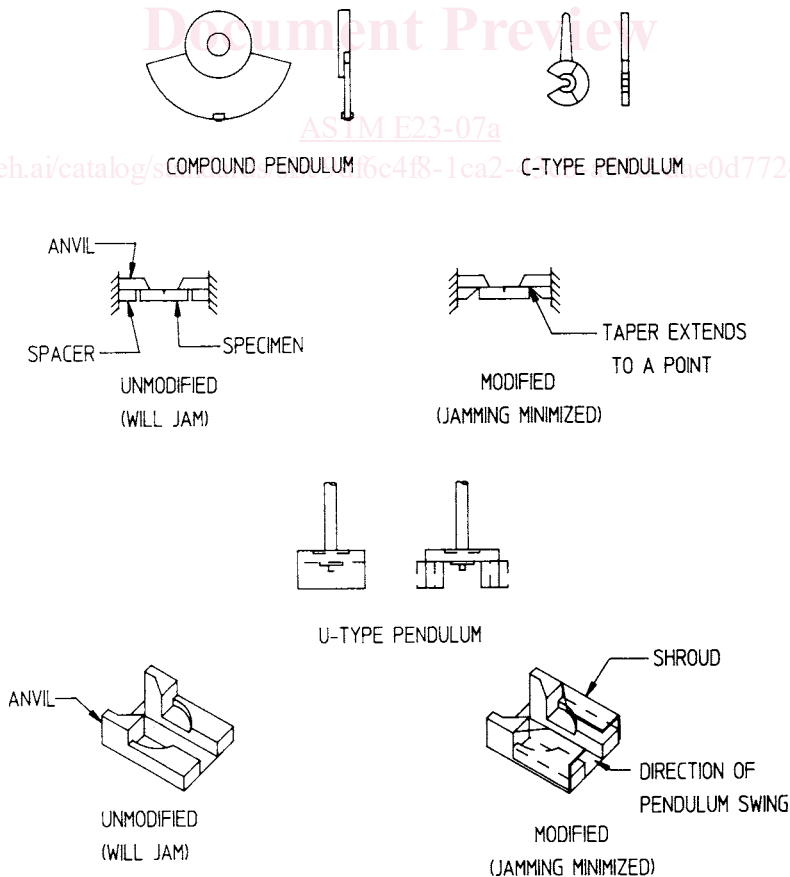 Document Preview
ASTM E23-07a
COMPOUND PENDULUM
C-TYPE PENDULUM
ANVIL
SPACER
SPECIMEN
UNMODIFIED
(WILL JAM)
TAPER EXTENDS
TO A POINT
MODIFIED
(JAMMING MINIMIZED)
U-TYPE PENDULUM
ANVIL
UNMODIFIED
(WILL JAM)
SHROUD
DIRECTION OF
PENDULUM SWING
MODIFIED
(JAMMING MINIMIZED)